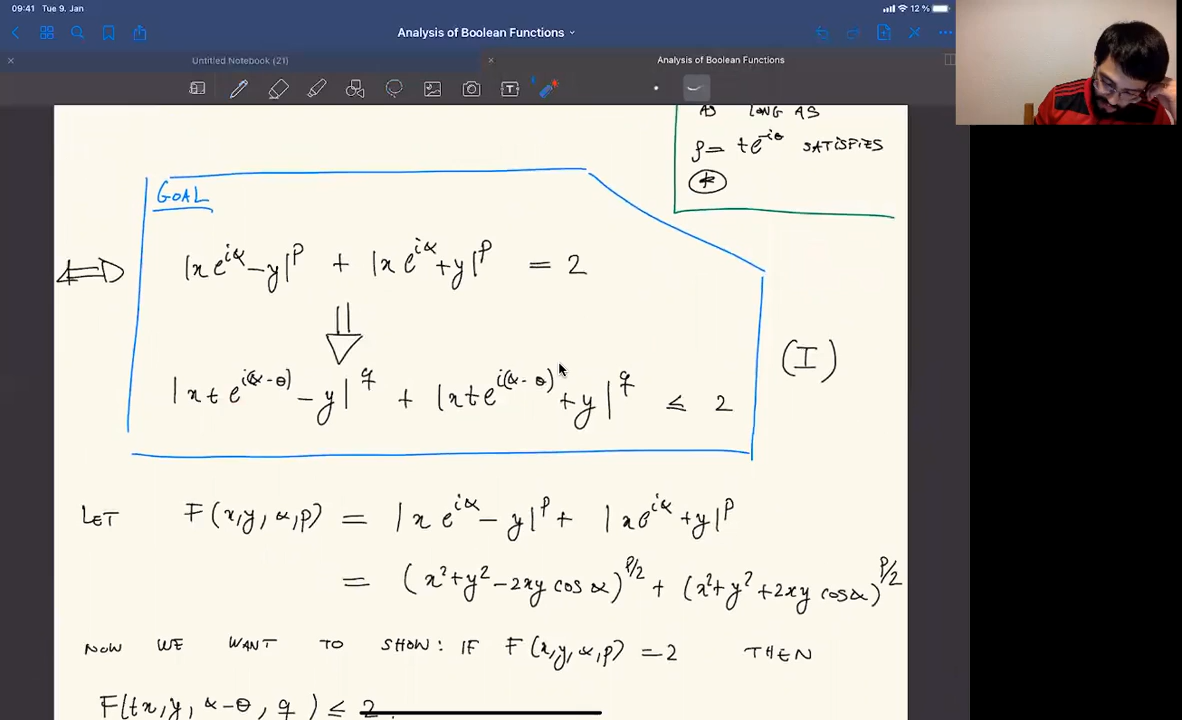 09:41 Tue 9. Jan
12 %
Analysis of Boolean Functions
Untitled Notebook (21)
Analysis of Boolean Functions
AS LONG AS
ρ = te^{-iθ} SATISFIES
(*)
GOAL
⇔ |xe^{iα} - y|^p + |xe^{iα} + y|^p = 2
⇓
(I)
|xte^{i(α-θ)} - y|^q + |xte^{i(α-θ)} + y|^q ≤ 2
LET F(x,y,α,p) = |xe^{iα} - y|^p + |xe^{iα} + y|^p
= (x²+y²-2xy cos α)^{p/2} + (x²+y²+2xy cos α)^{p/2}
NOW WE WANT TO SHOW: IF F(x,y,α,p) = 2 THEN
F(tx,y,α-θ,q) ≤ 2.